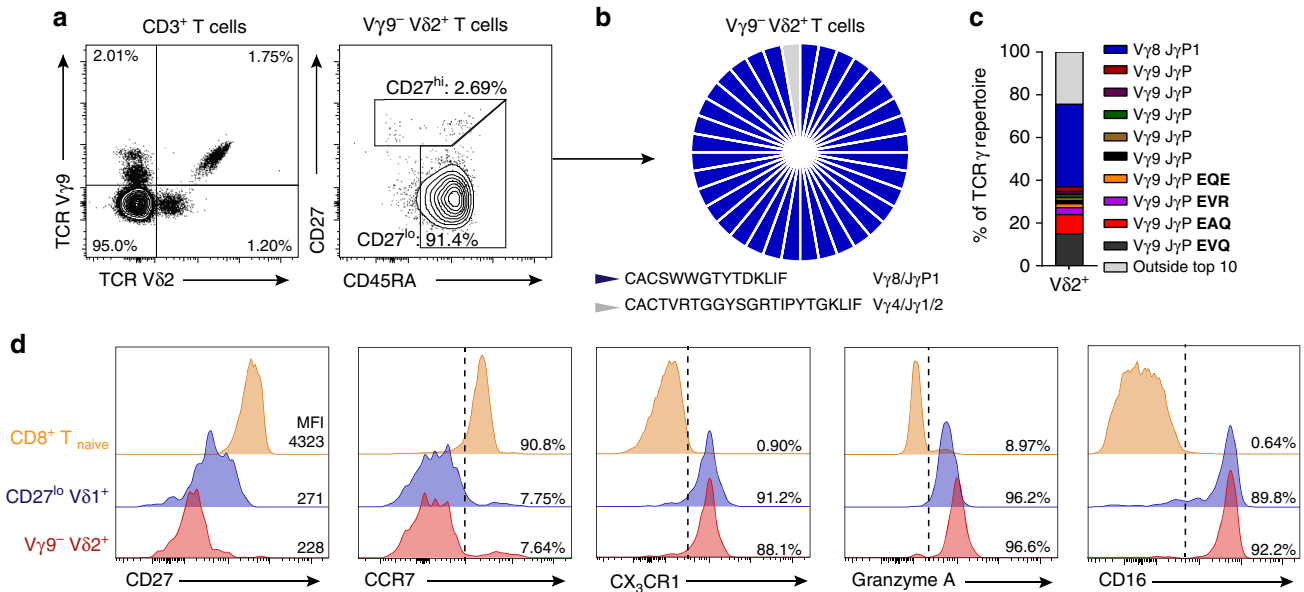 a
CD3+ T cells
2.01%
1.75%
95.0%
1.20%
TCR Vγ9
TCR Vδ2
Vγ9– Vδ2+ T cells
CD27hi: 2.69%
CD27lo: 91.4%
CD27
CD45RA
b
Vγ9– Vδ2+ T cells
CACSWWGTYTDKLIF Vγ8/JγP1
CACTVRTGGYSGRTIPYTGKLIF Vγ4/Jγ1/2
c
% of TCRγ repertoire
100
80
60
40
20
0
Vδ2+
Vγ8 JγP1
Vγ9 JγP
Vγ9 JγP
Vγ9 JγP
Vγ9 JγP
Vγ9 JγP
Vγ9 JγP EQE
Vγ9 JγP EVR
Vγ9 JγP EAQ
Vγ9 JγP EVQ
Outside top 10
d
CD8+ T naive
CD27lo Vδ1+
Vγ9– Vδ2+
MFI
4323
271
228
CD27
90.8%
7.75%
7.64%
CCR7
0.90%
91.2%
88.1%
CX3CR1
8.97%
96.2%
96.6%
Granzyme A
0.64%
89.8%
92.2%
CD16